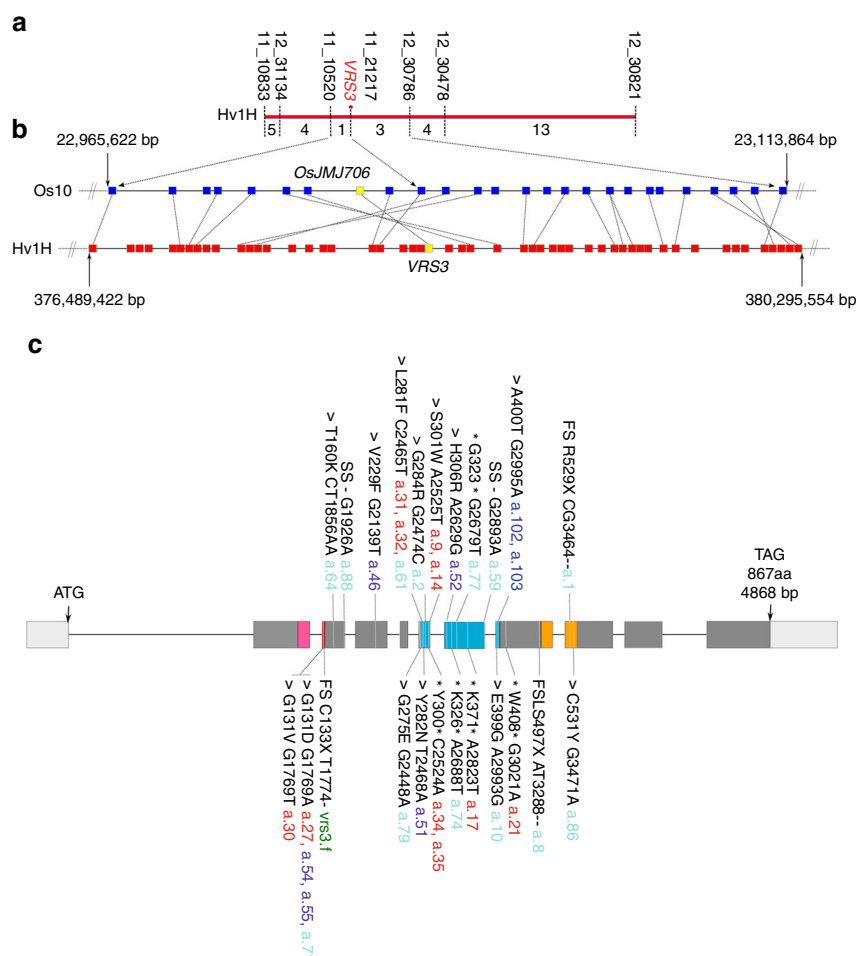 a
11_10833
12_31134
11_10520
VRS3
11_21217
12_30786
12_30478
12_30821
Hv1H
5 4 1 3 4 13
b
22,965,622 bp
23,113,864 bp
OsJMJ706
Os10
Hv1H
VRS3
376,489,422 bp
380,295,554 bp
c
> T160K CT1856AA a.64
SS - G1926A a.88
> V229F G2139T a.46
> L281F C2465T a.31, a.32, a.61
> G284R G2474C a.2
> S301W A2525T a.9, a.14
> H306R A2629G a.52
* G323 * G2679T a.77
SS - G2893A a.59
> A400T G2995A a.102, a.103
FS R529X CG3464-- a.1
ATG
TAG
867aa
4868 bp
> G131V G1769T a.30
> G131D G1769A a.27, a.54, a.55,
FS C133X T1774- vrs3.f
> G275E G2448A a.79
> Y282N T2468A a.51
* Y300* C2524A a.34, a.35
* K326* A2688T a.74
* K371* A2823T a.17
> E399G A2993G a.10
* W408* G3021A a.21
FSLS497X AT3288-- a.8
> C531Y G3471A a.86